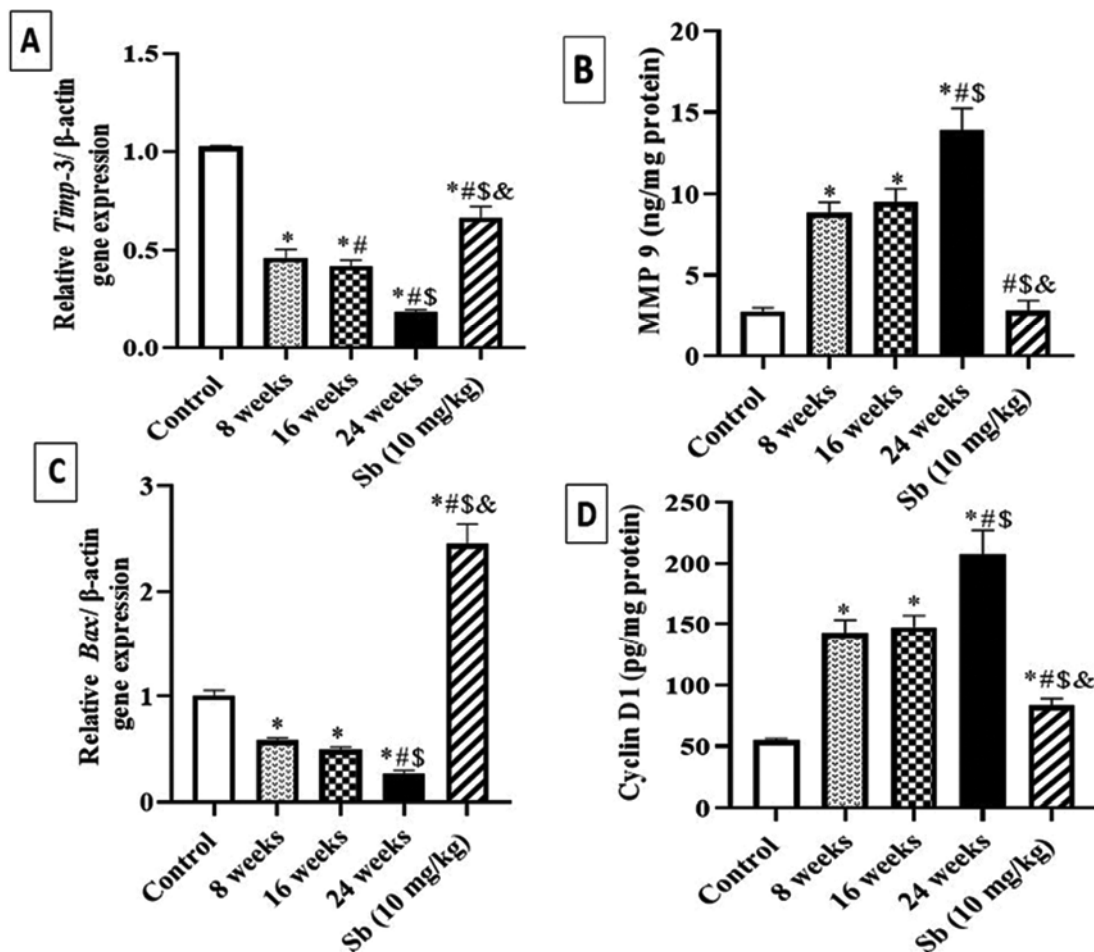 A
Relative Timp-3/ β-actin
gene expression
1.5
1.0
0.5
0.0
*
*#
*#$
*#$&
Control
8 weeks
16 weeks
24 weeks
Sb (10 mg/kg)
B
MMP 9 (ng/mg protein)
20
15
10
5
0
*
*
*#$
#$&
Control
8 weeks
16 weeks
24 weeks
Sb (10 mg/kg)
C
Relative Bax/ β-actin
gene expression
3
2
1
0
*
*
*#$
*#$&
Control
8 weeks
16 weeks
24 weeks
Sb (10 mg/kg)
D
Cyclin D1 (pg/mg protein)
250
200
150
100
50
0
*
*
*#$
*#$&
Control
8 weeks
16 weeks
24 weeks
Sb (10 mg/kg)